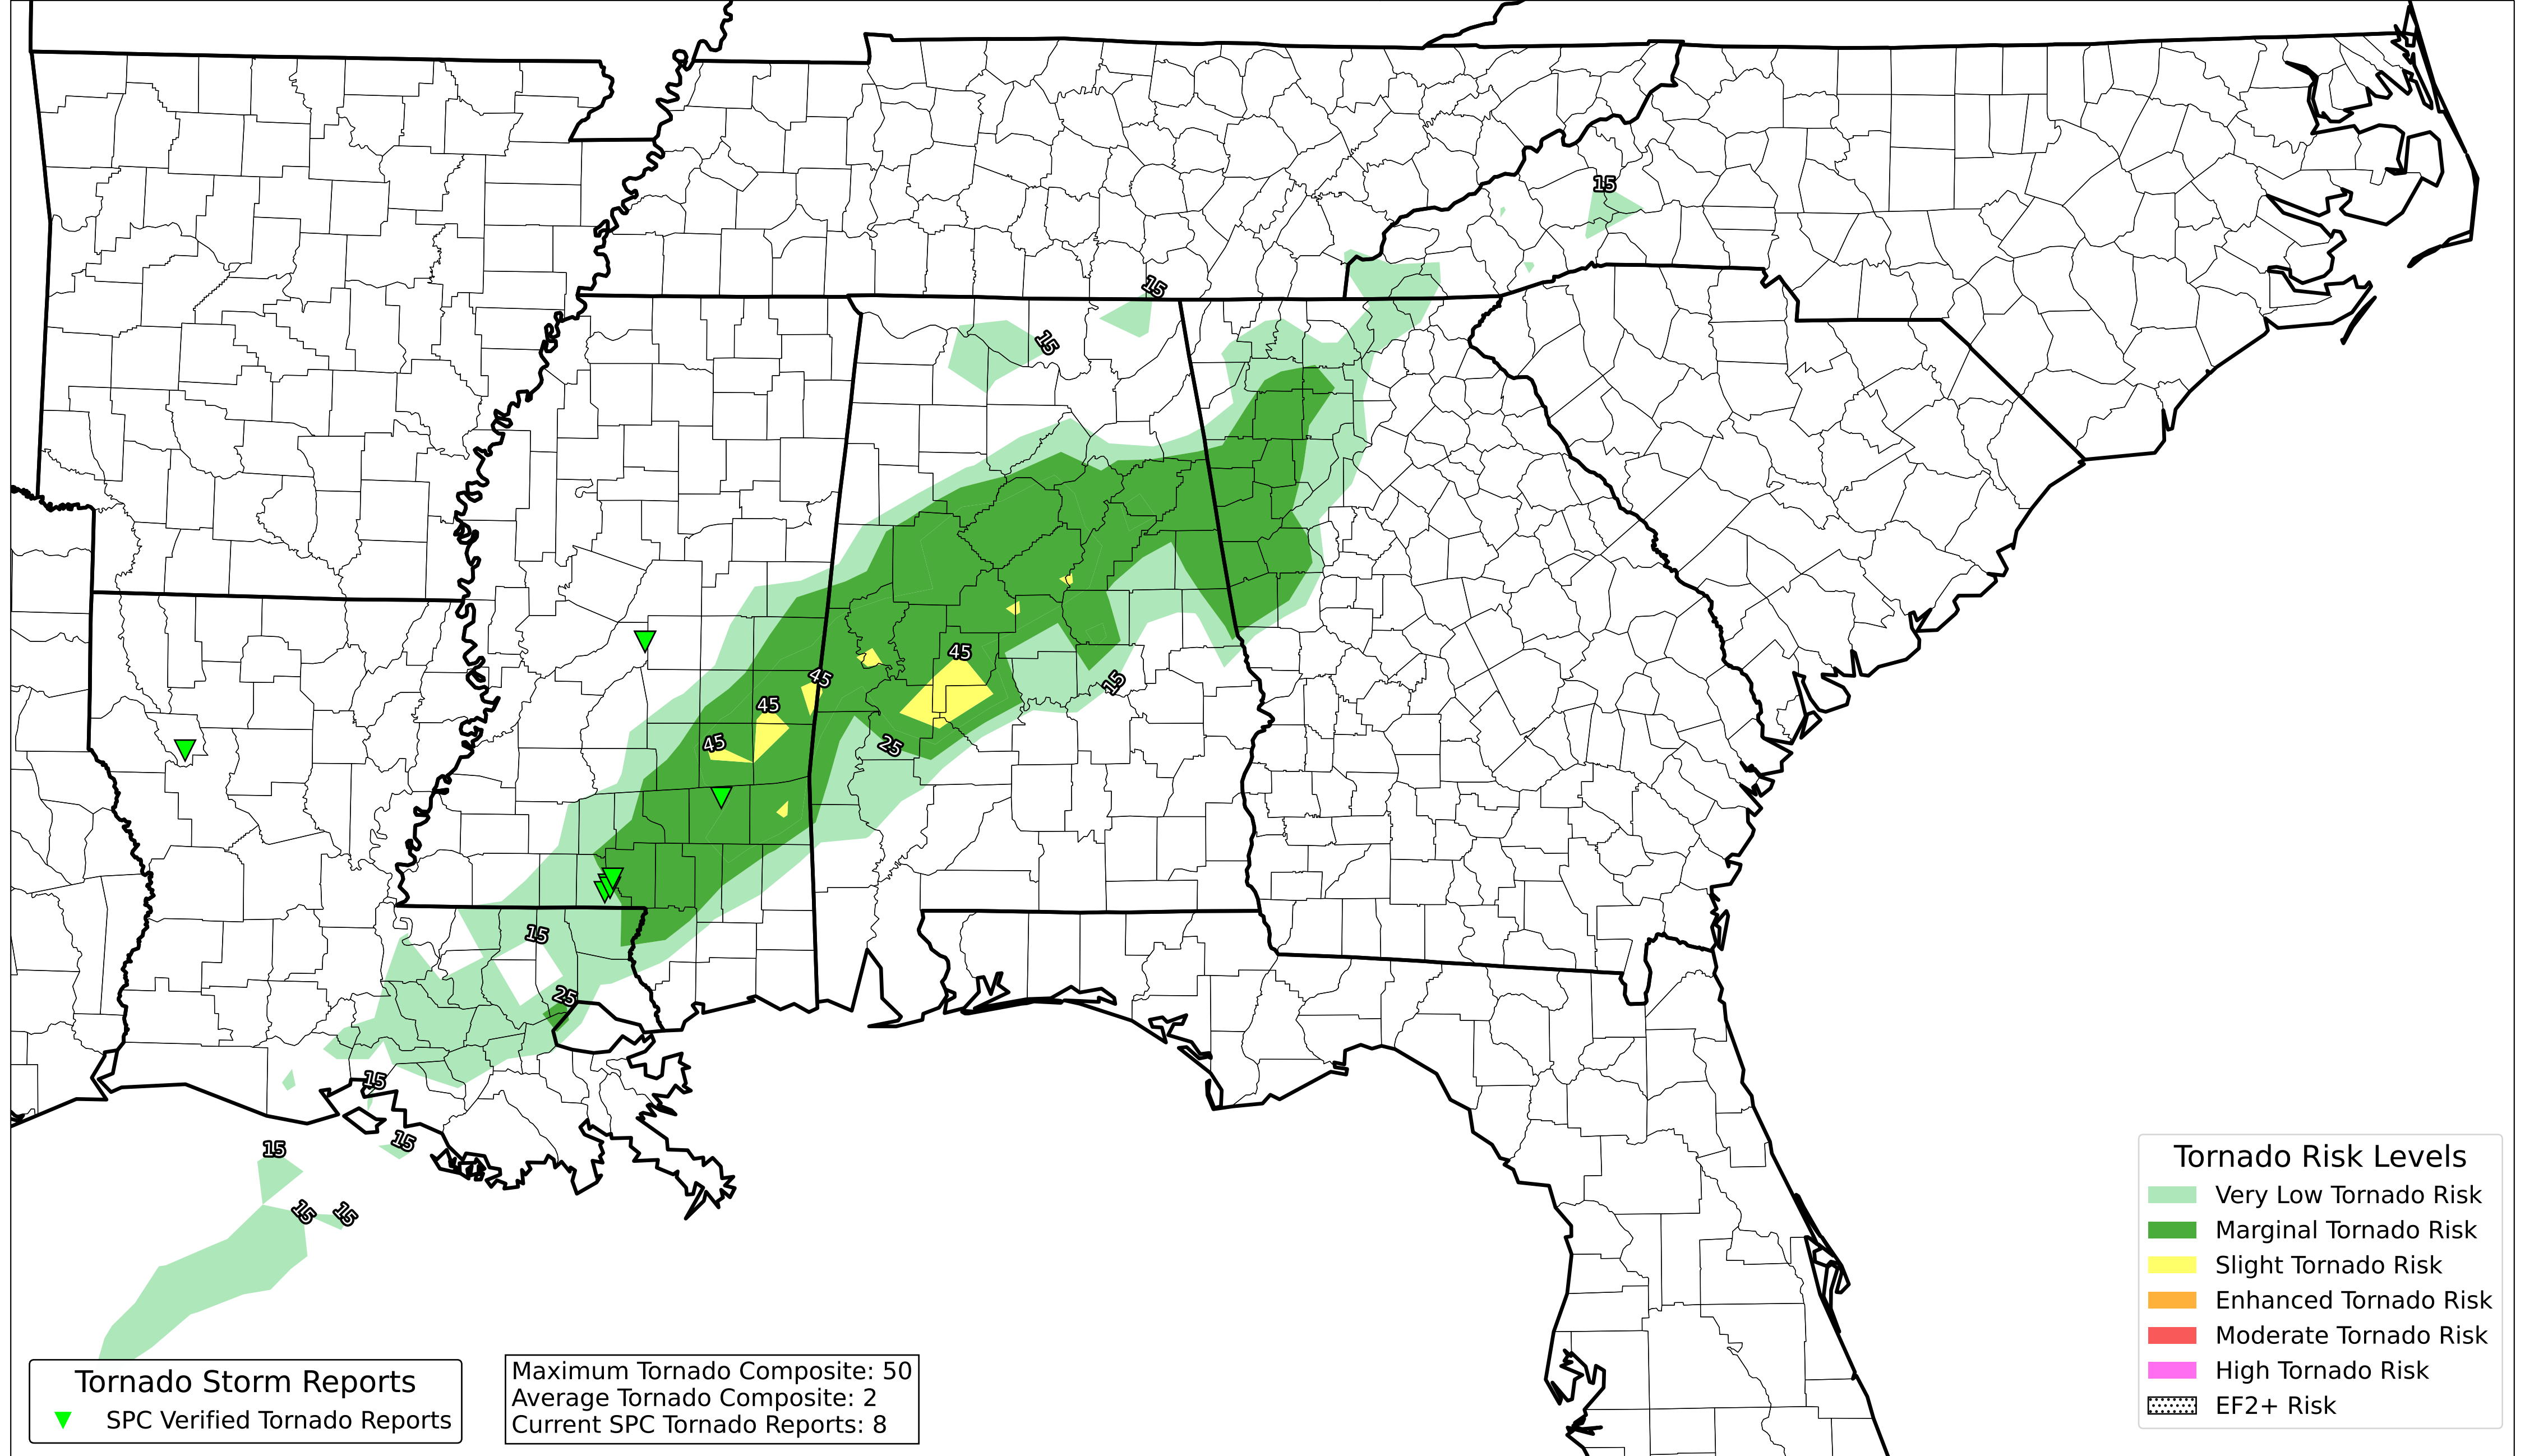 15
15
15
45
45
45
15
45
25
15
25
15
15
15
15
15
Tornado Storm Reports
SPC Verified Tornado Reports
Maximum Tornado Composite: 50
Average Tornado Composite: 2
Current SPC Tornado Reports: 8
Tornado Risk Levels
Very Low Tornado Risk
Marginal Tornado Risk
Slight Tornado Risk
Enhanced Tornado Risk
Moderate Tornado Risk
High Tornado Risk
EF2+ Risk